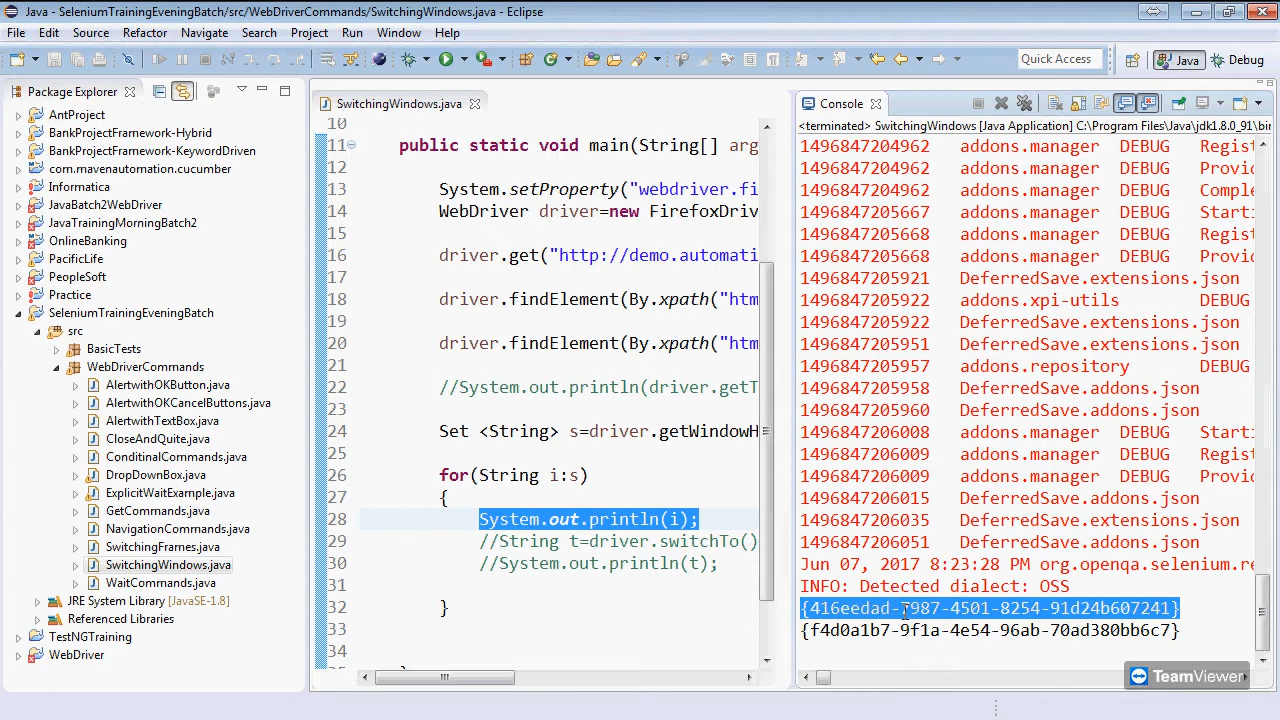 Java - SeleniumTrainingEveningBatch/src/WebDriverCommands/SwitchingWindows.java - Eclipse
File Edit Source Refactor Navigate Search Project Run Window Help
Quick Access
Java
Debug
Package Explorer
AntProject
BankProjectFramework-Hybrid
BankProjectFramework-KeywordDriven
com.mavenautomation.cucumber
Informatica
JavaBatch2WebDriver
JavaTrainingMorningBatch2
OnlineBanking
PacificLife
PeopleSoft
Practice
SeleniumTrainingEveningBatch
src
BasicTests
WebDriverCommands
AlertwithOKButton.java
AlertwithOKCancelButtons.java
AlertwithTextBox.java
CloseAndQuite.java
ConditinalCommands.java
DropDownBox.java
ExplicitWaitExample.java
GetCommands.java
NavigationCommands.java
SwitchingFrames.java
SwitchingWindows.java
WaitCommands.java
JRE System Library [JavaSE-1.8]
Referenced Libraries
TestNGTraining
WebDriver
SwitchingWindows.java
10
11 public static void main(String[] arg
12
13 System.setProperty("webdriver.fi
14 WebDriver driver=new FirefoxDriv
15
16 driver.get("http://demo.automati
17
18 driver.findElement(By.xpath("htm
19
20 driver.findElement(By.xpath("htm
21
22 //System.out.println(driver.getT
23
24 Set <String> s=driver.getWindowH
25
26 for(String i:s)
27 {
28 System.out.println(i);
29 //String t=driver.switchTo()
30 //System.out.println(t);
31
32 }
33
34
Console
<terminated> SwitchingWindows [Java Application] C:\Program Files\Java\jdk1.8.0_91\bin
1496847204962 addons.manager DEBUG Regist
1496847204962 addons.manager DEBUG Provid
1496847204962 addons.manager DEBUG Comple
1496847205667 addons.manager DEBUG Starti
1496847205668 addons.manager DEBUG Regist
1496847205668 addons.manager DEBUG Provid
1496847205921 DeferredSave.extensions.json
1496847205922 addons.xpi-utils DEBUG
1496847205922 DeferredSave.extensions.json
1496847205951 DeferredSave.extensions.json
1496847205957 addons.repository DEBUG
1496847205958 DeferredSave.addons.json
1496847205960 DeferredSave.addons.json
1496847206008 addons.manager DEBUG Starti
1496847206009 addons.manager DEBUG Regist
1496847206009 addons.manager DEBUG Provid
1496847206015 DeferredSave.addons.json
1496847206035 DeferredSave.extensions.json
1496847206051 DeferredSave.addons.json
Jun 07, 2017 8:23:28 PM org.openqa.selenium.re
INFO: Detected dialect: OSS
{416eedad-7987-4501-8254-91d24b607241}
{f4d0a1b7-9f1a-4e54-96ab-70ad380bb6c7}
TeamViewer